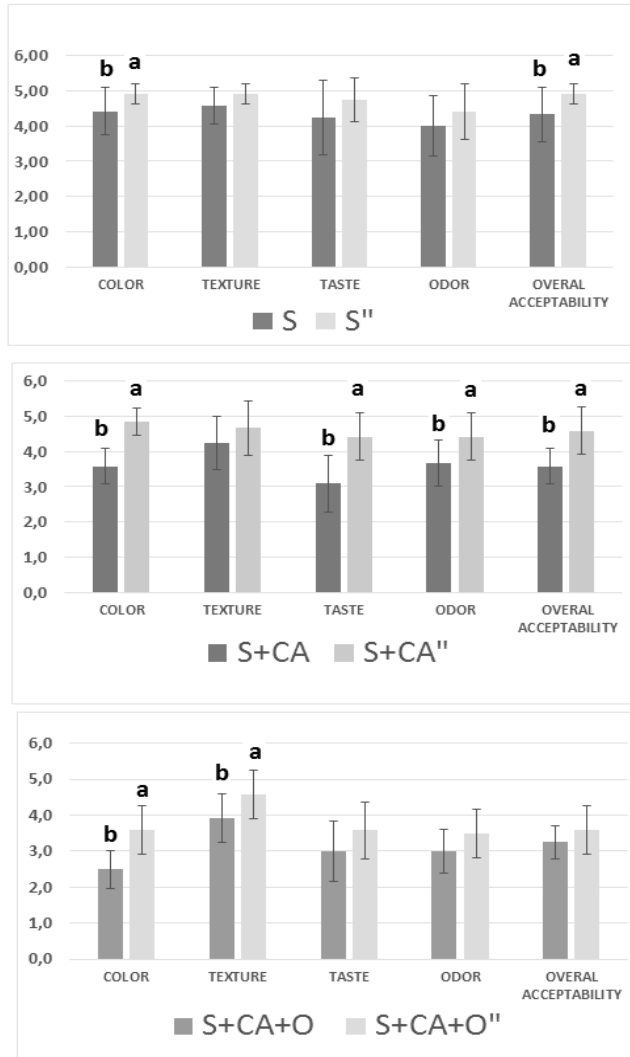 6,00
5,00
4,00
3,00
2,00
1,00
0,00
b a b a
COLOR TEXTURE TASTE ODOR OVERAL ACCEPTABILITY
S S"
6,0
5,0
4,0
3,0
2,0
1,0
0,0
b a b a b a b a
COLOR TEXTURE TASTE ODOR OVERAL ACCEPTABILITY
S+CA S+CA"
6,0
5,0
4,0
3,0
2,0
1,0
0,0
b a b a
COLOR TEXTURE TASTE ODOR OVERAL ACCEPTABILITY
S+CA+O S+CA+O"